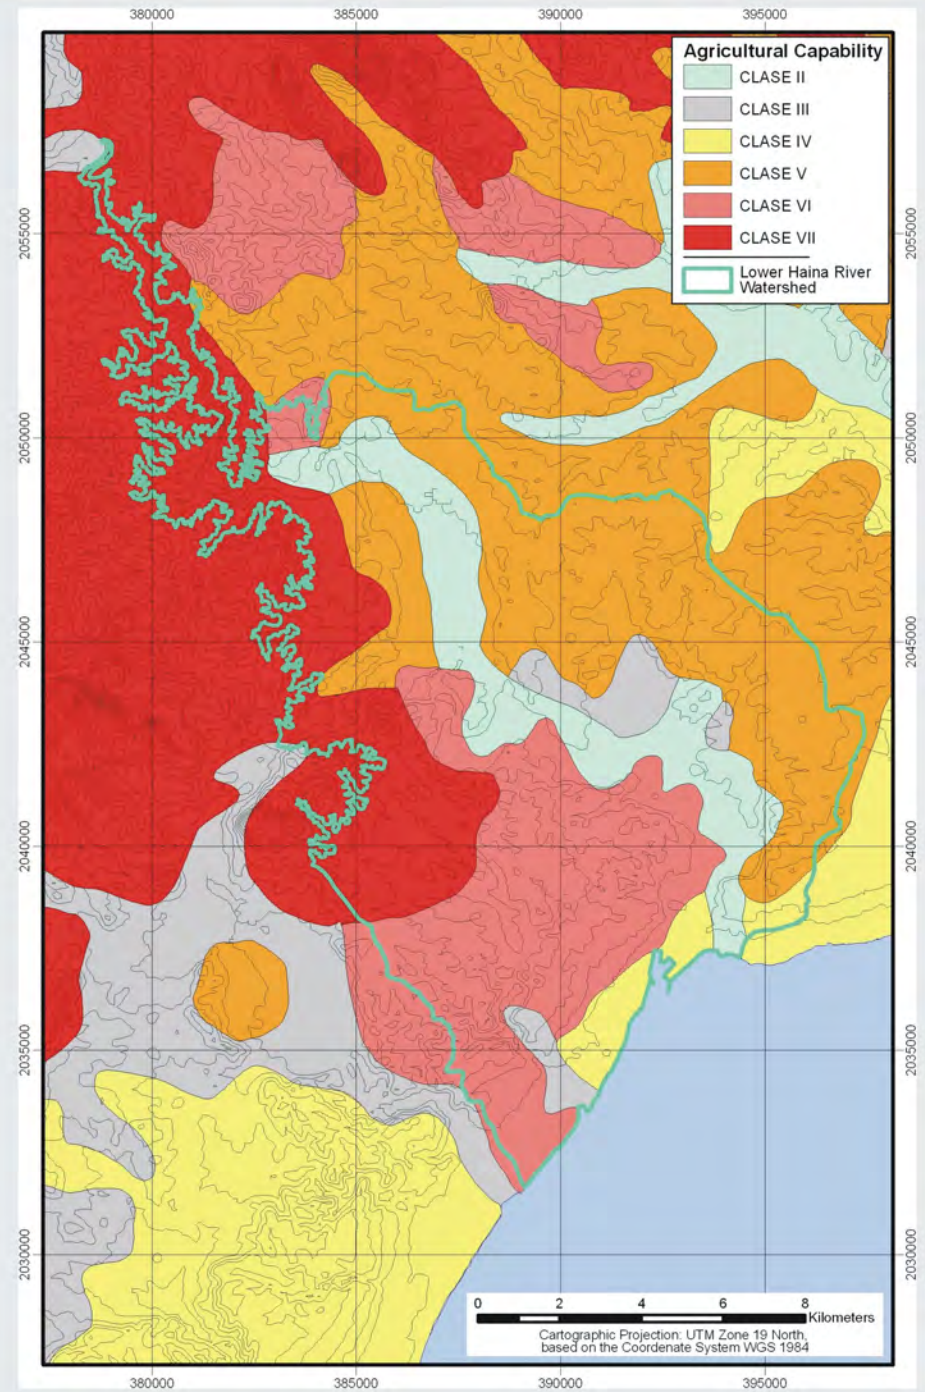 380000 385000 390000 395000
Agricultural Capability
CLASE II
CLASE III
CLASE IV
CLASE V
CLASE VI
CLASE VII
Lower Haina River
Watershed
2055000 2055000
2050000 2050000
2045000 2045000
2040000 2040000
2035000 2035000
2030000 2030000
0 2 4 6 8
Kilometers
Cartographic Projection: UTM Zone 19 North,
based on the Coordenate System WGS 1984
380000 385000 390000 395000